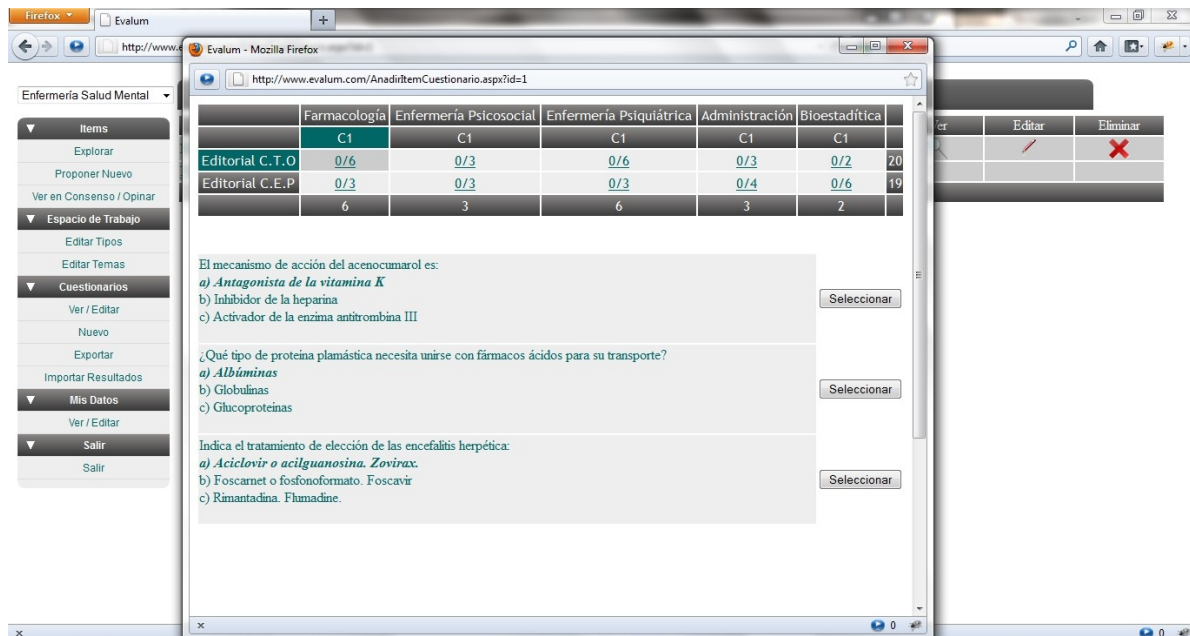 Firefox
Evalum
http://www.e
Evalum - Mozilla Firefox
http://www.evalum.com/AnadirItemCuestionario.aspx?id=1
Enfermería Salud Mental
Items
Explorar
Proponer Nuevo
Ver en Consenso / Opinar
Espacio de Trabajo
Editar Tipos
Editar Temas
Cuestionarios
Ver / Editar
Nuevo
Exportar
Importar Resultados
Mis Datos
Ver / Editar
Salir
Salir
Farmacología Enfermería Psicosocial Enfermería Psiquiátrica Administración Bioestadítica
C1 C1 C1 C1 C1
Editorial C.T.O 0/6 0/3 0/6 0/3 0/2 20
Editorial C.E.P 0/3 0/3 0/3 0/4 0/6 19
6 3 6 3 2
El mecanismo de acción del acenocumarol es:
a) Antagonista de la vitamina K
b) Inhibidor de la heparina
c) Activador de la enzima antitrombina III
Seleccionar
¿Qué tipo de proteina plamástica necesita unirse con fármacos ácidos para su transporte?
a) Albúminas
b) Globulinas
c) Glucoproteinas
Seleccionar
Indica el tratamiento de elección de las encefalitis herpética:
a) Aciclovir o acilguanosina. Zovirax.
b) Foscarnet o fosfonoformato. Foscavir
c) Rimantadina. Flumadine.
Seleccionar
Ver Editar Eliminar
x 0
x 0